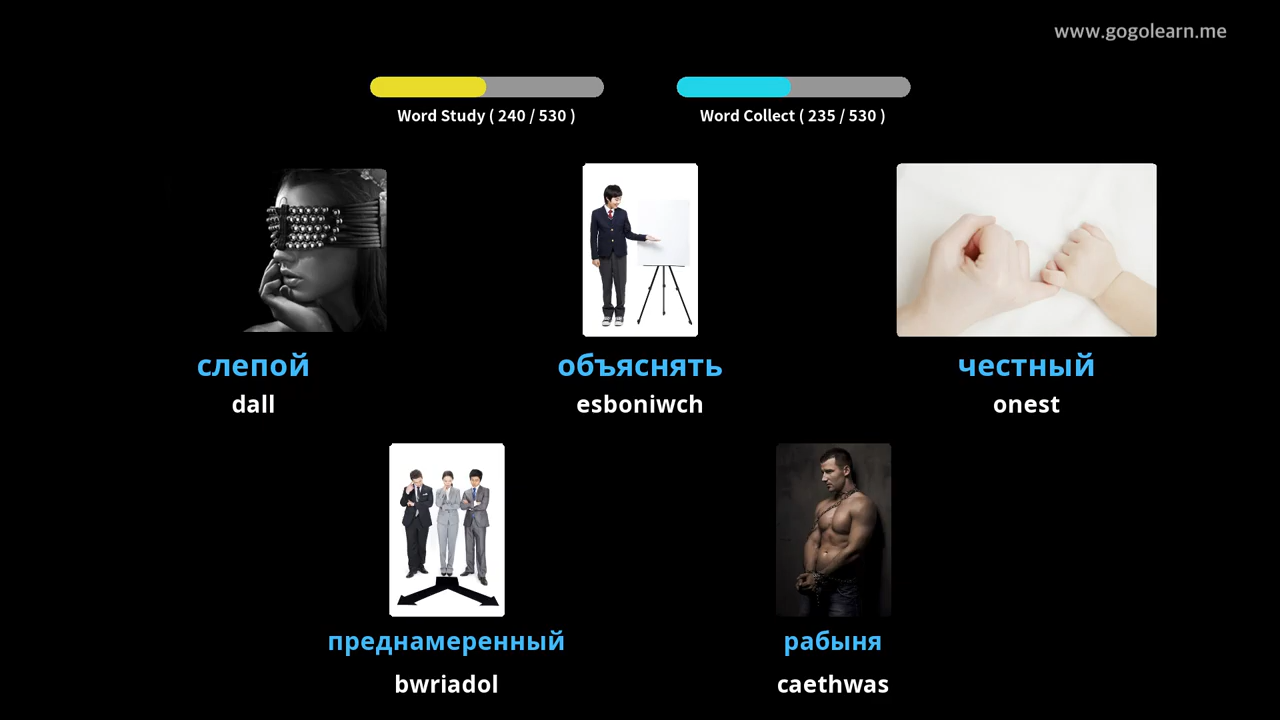 www.gogolearn.me
Word Study ( 240 / 530 )
Word Collect ( 235 / 530 )
слепой
dall
объяснять
esboniwch
честный
onest
преднамеренный
bwriadol
рабыня
caethwas